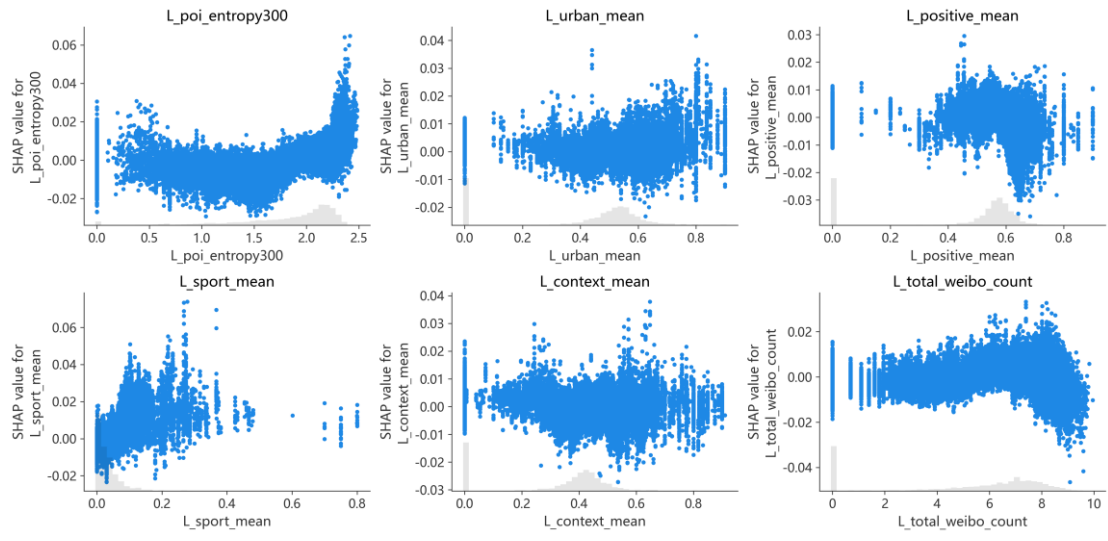 L_poi_entropy300
SHAP value for
L_poi_entropy300
0.06
0.04
0.02
0.00
-0.02
0.0 0.5 1.0 1.5 2.0 2.5
L_poi_entropy300
L_urban_mean
SHAP value for
L_urban_mean
0.04
0.03
0.02
0.01
0.00
-0.01
-0.02
0.0 0.2 0.4 0.6 0.8
L_urban_mean
L_positive_mean
SHAP value for
L_positive_mean
0.03
0.02
0.01
0.00
-0.01
-0.02
-0.03
0.0 0.2 0.4 0.6 0.8
L_positive_mean
L_sport_mean
SHAP value for
L_sport_mean
0.06
0.04
0.02
0.00
-0.02
0.0 0.2 0.4 0.6 0.8
L_sport_mean
L_context_mean
SHAP value for
L_context_mean
0.04
0.03
0.02
0.01
0.00
-0.01
-0.02
-0.03
0.0 0.2 0.4 0.6 0.8
L_context_mean
L_total_weibo_count
SHAP value for
L_total_weibo_count
0.02
0.00
-0.02
-0.04
0 2 4 6 8 10
L_total_weibo_count